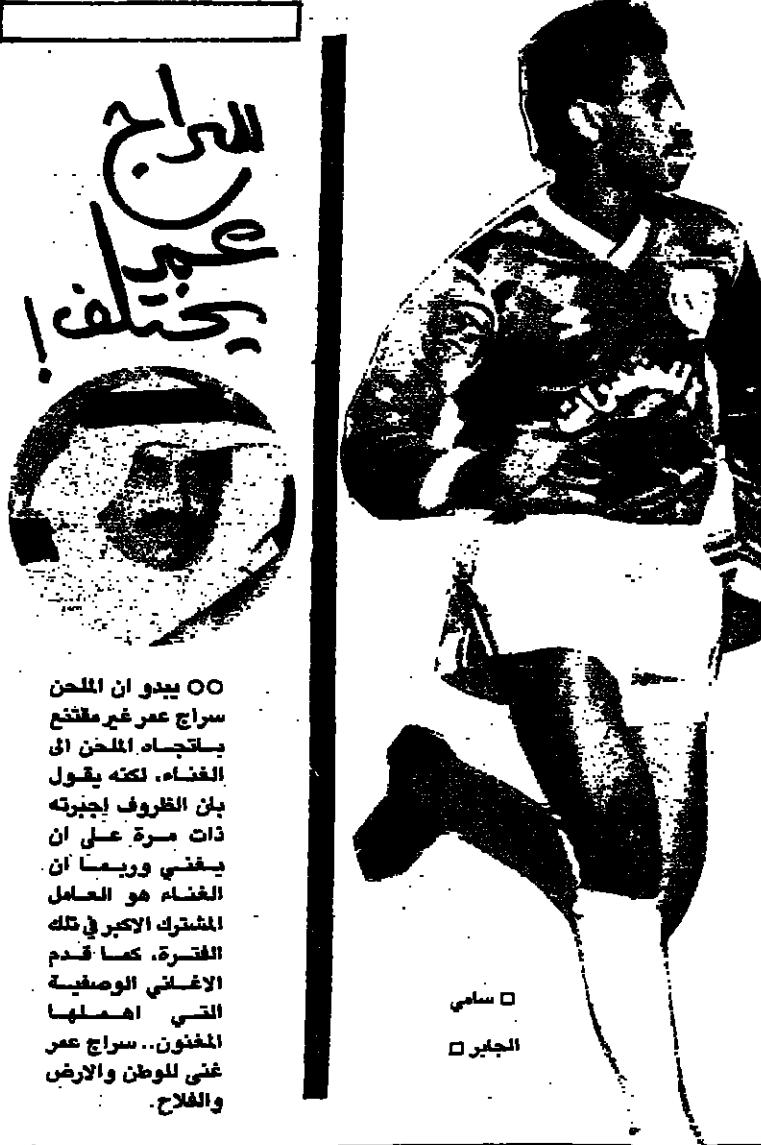 سراج
عمر
يختلف!
○○ يبدو ان الملحن
سراج عمر غير مقتنع
باتجاه الملحن الى
الغناء، لكنه يقول
بان الظروف اجبرته
ذات مرة على ان
يغني وربما ان
الغناء هو العامل
المشترك الاكبر في تلك
الفترة، كما قدم
الاغاني الوصفية
التي اهملها
المغنون.. سراج عمر
غنى للوطن والارض
والفلاح.
□ سامي
الجابر □